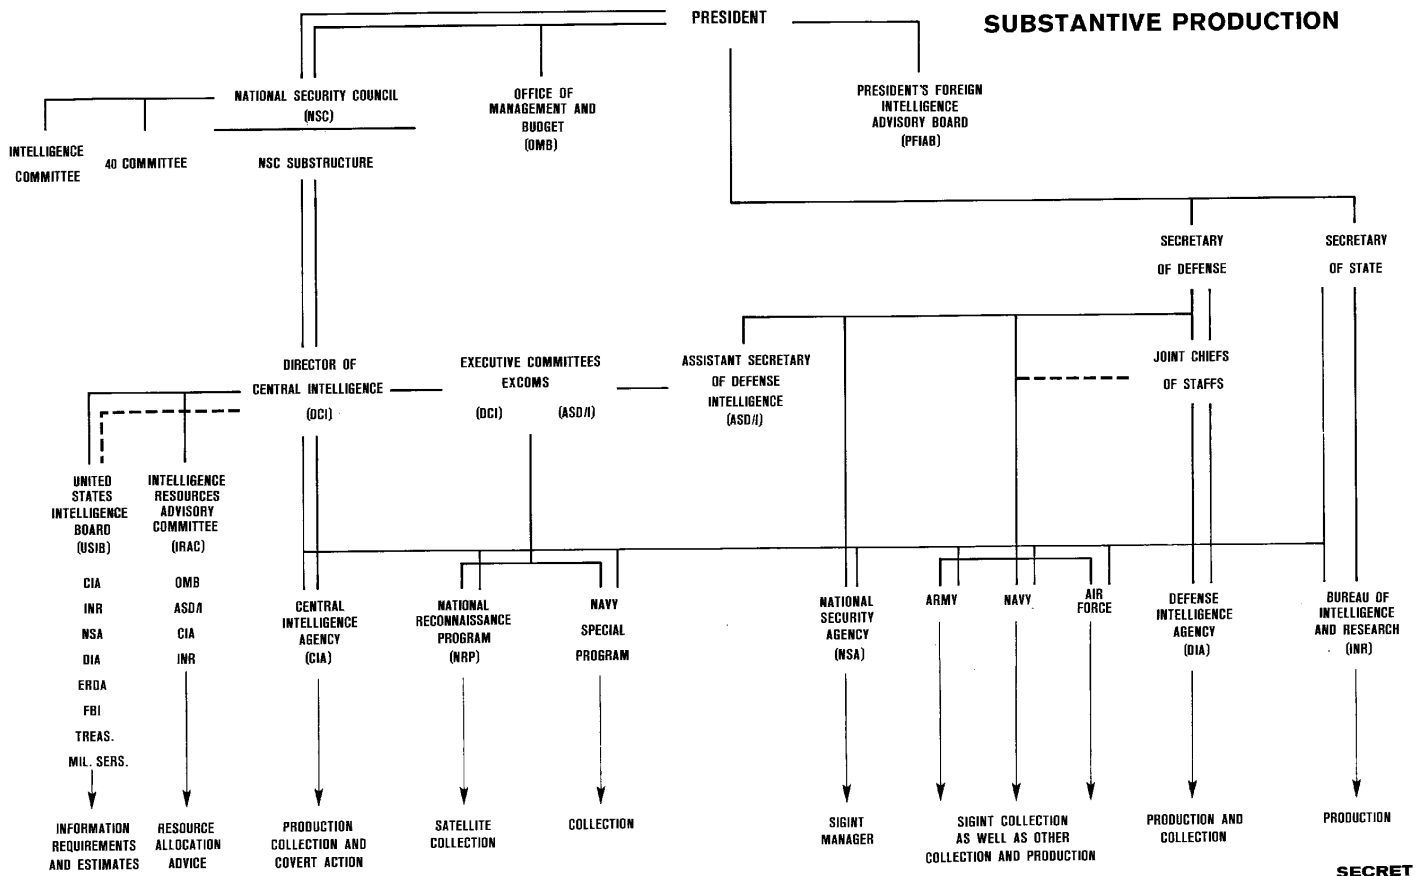 PRESIDENT
SUBSTANTIVE PRODUCTION
NATIONAL SECURITY COUNCIL
(NSC)
OFFICE OF
MANAGEMENT AND
BUDGET
(OMB)
PRESIDENT'S FOREIGN
INTELLIGENCE
ADVISORY BOARD
(PFIAB)
INTELLIGENCE
COMMITTEE
40 COMMITTEE
NSC SUBSTRUCTURE
SECRETARY
OF DEFENSE
SECRETARY
OF STATE
DIRECTOR OF
CENTRAL INTELLIGENCE
(DCI)
EXECUTIVE COMMITTEES
EXCOMS
(DCI) (ASD/I)
ASSISTANT SECRETARY
OF DEFENSE
INTELLIGENCE
(ASD/I)
JOINT CHIEFS
OF STAFFS
UNITED
STATES
INTELLIGENCE
BOARD
(USIB)
CIA
INR
NSA
DIA
ERDA
FBI
TREAS.
MIL. SERS.
INTELLIGENCE
RESOURCES
ADVISORY
COMMITTEE
(IRAC)
OMB
ASD/I
CIA
INR
CENTRAL
INTELLIGENCE
AGENCY
(CIA)
NATIONAL
RECONNAISSANCE
PROGRAM
(NRP)
NAVY
SPECIAL
PROGRAM
NATIONAL
SECURITY
AGENCY
(NSA)
ARMY
NAVY
AIR
FORCE
DEFENSE
INTELLIGENCE
AGENCY
(DIA)
BUREAU OF
INTELLIGENCE
AND RESEARCH
(INR)
INFORMATION
REQUIREMENTS
AND ESTIMATES
RESOURCE
ALLOCATION
ADVICE
PRODUCTION
COLLECTION AND
COVERT ACTION
SATELLITE
COLLECTION
COLLECTION
SIGINT
MANAGER
SIGINT COLLECTION
AS WELL AS OTHER
COLLECTION AND PRODUCTION
PRODUCTION AND
COLLECTION
PRODUCTION
SECRET